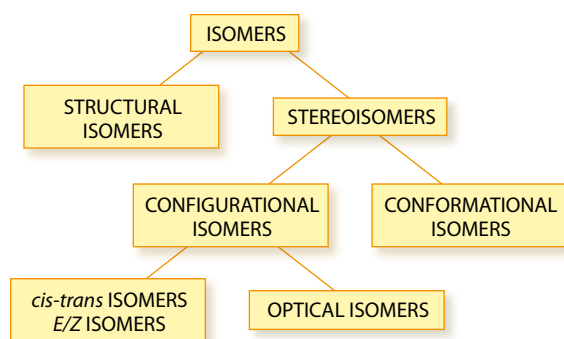 ISOMERS
STRUCTURAL
ISOMERS
STEREOISOMERS
CONFIGURATIONAL
ISOMERS
CONFORMATIONAL
ISOMERS
cis-trans ISOMERS
E/Z ISOMERS
OPTICAL ISOMERS